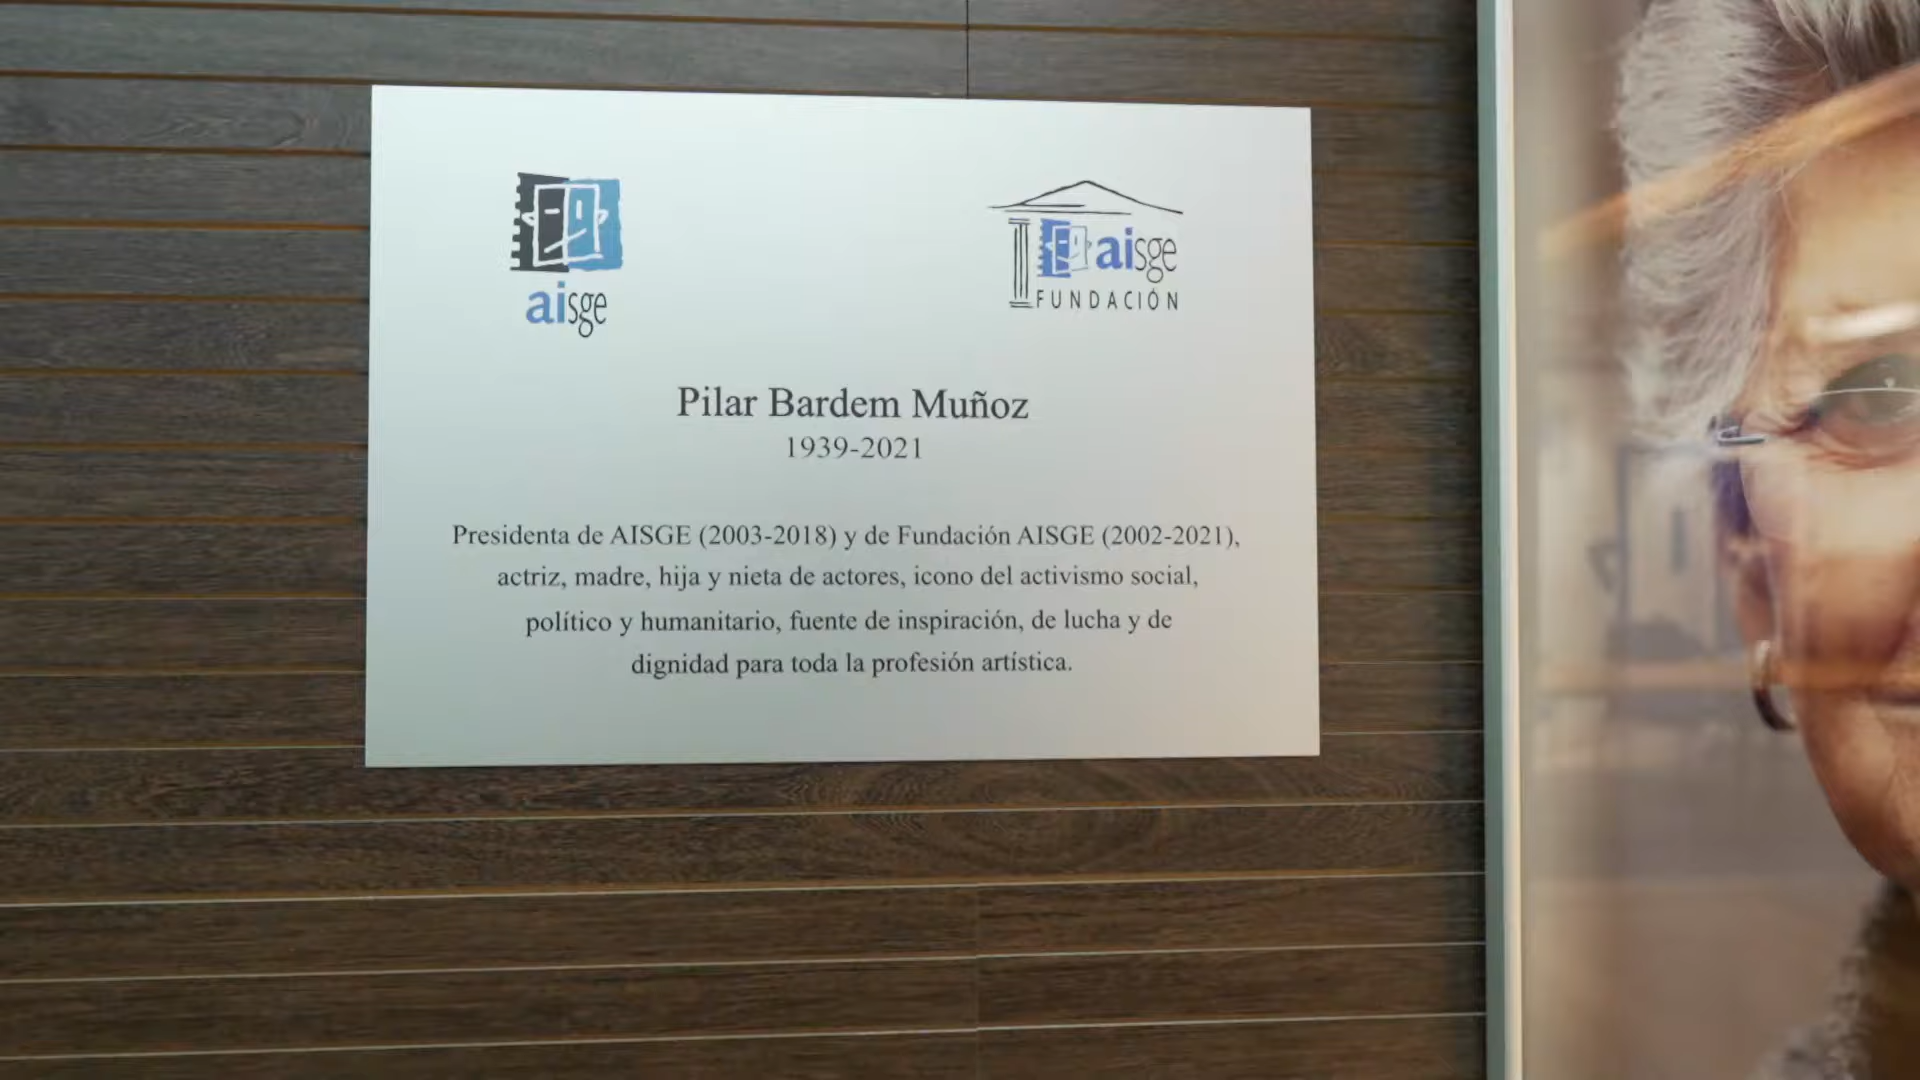 aisge
aisge
FUNDACIÓN
Pilar Bardem Muñoz
1939-2021
Presidenta de AISGE (2003-2018) y de Fundación AISGE (2002-2021),
actriz, madre, hija y nieta de actores, icono del activismo social,
político y humanitario, fuente de inspiración, de lucha y de
dignidad para toda la profesión artística.